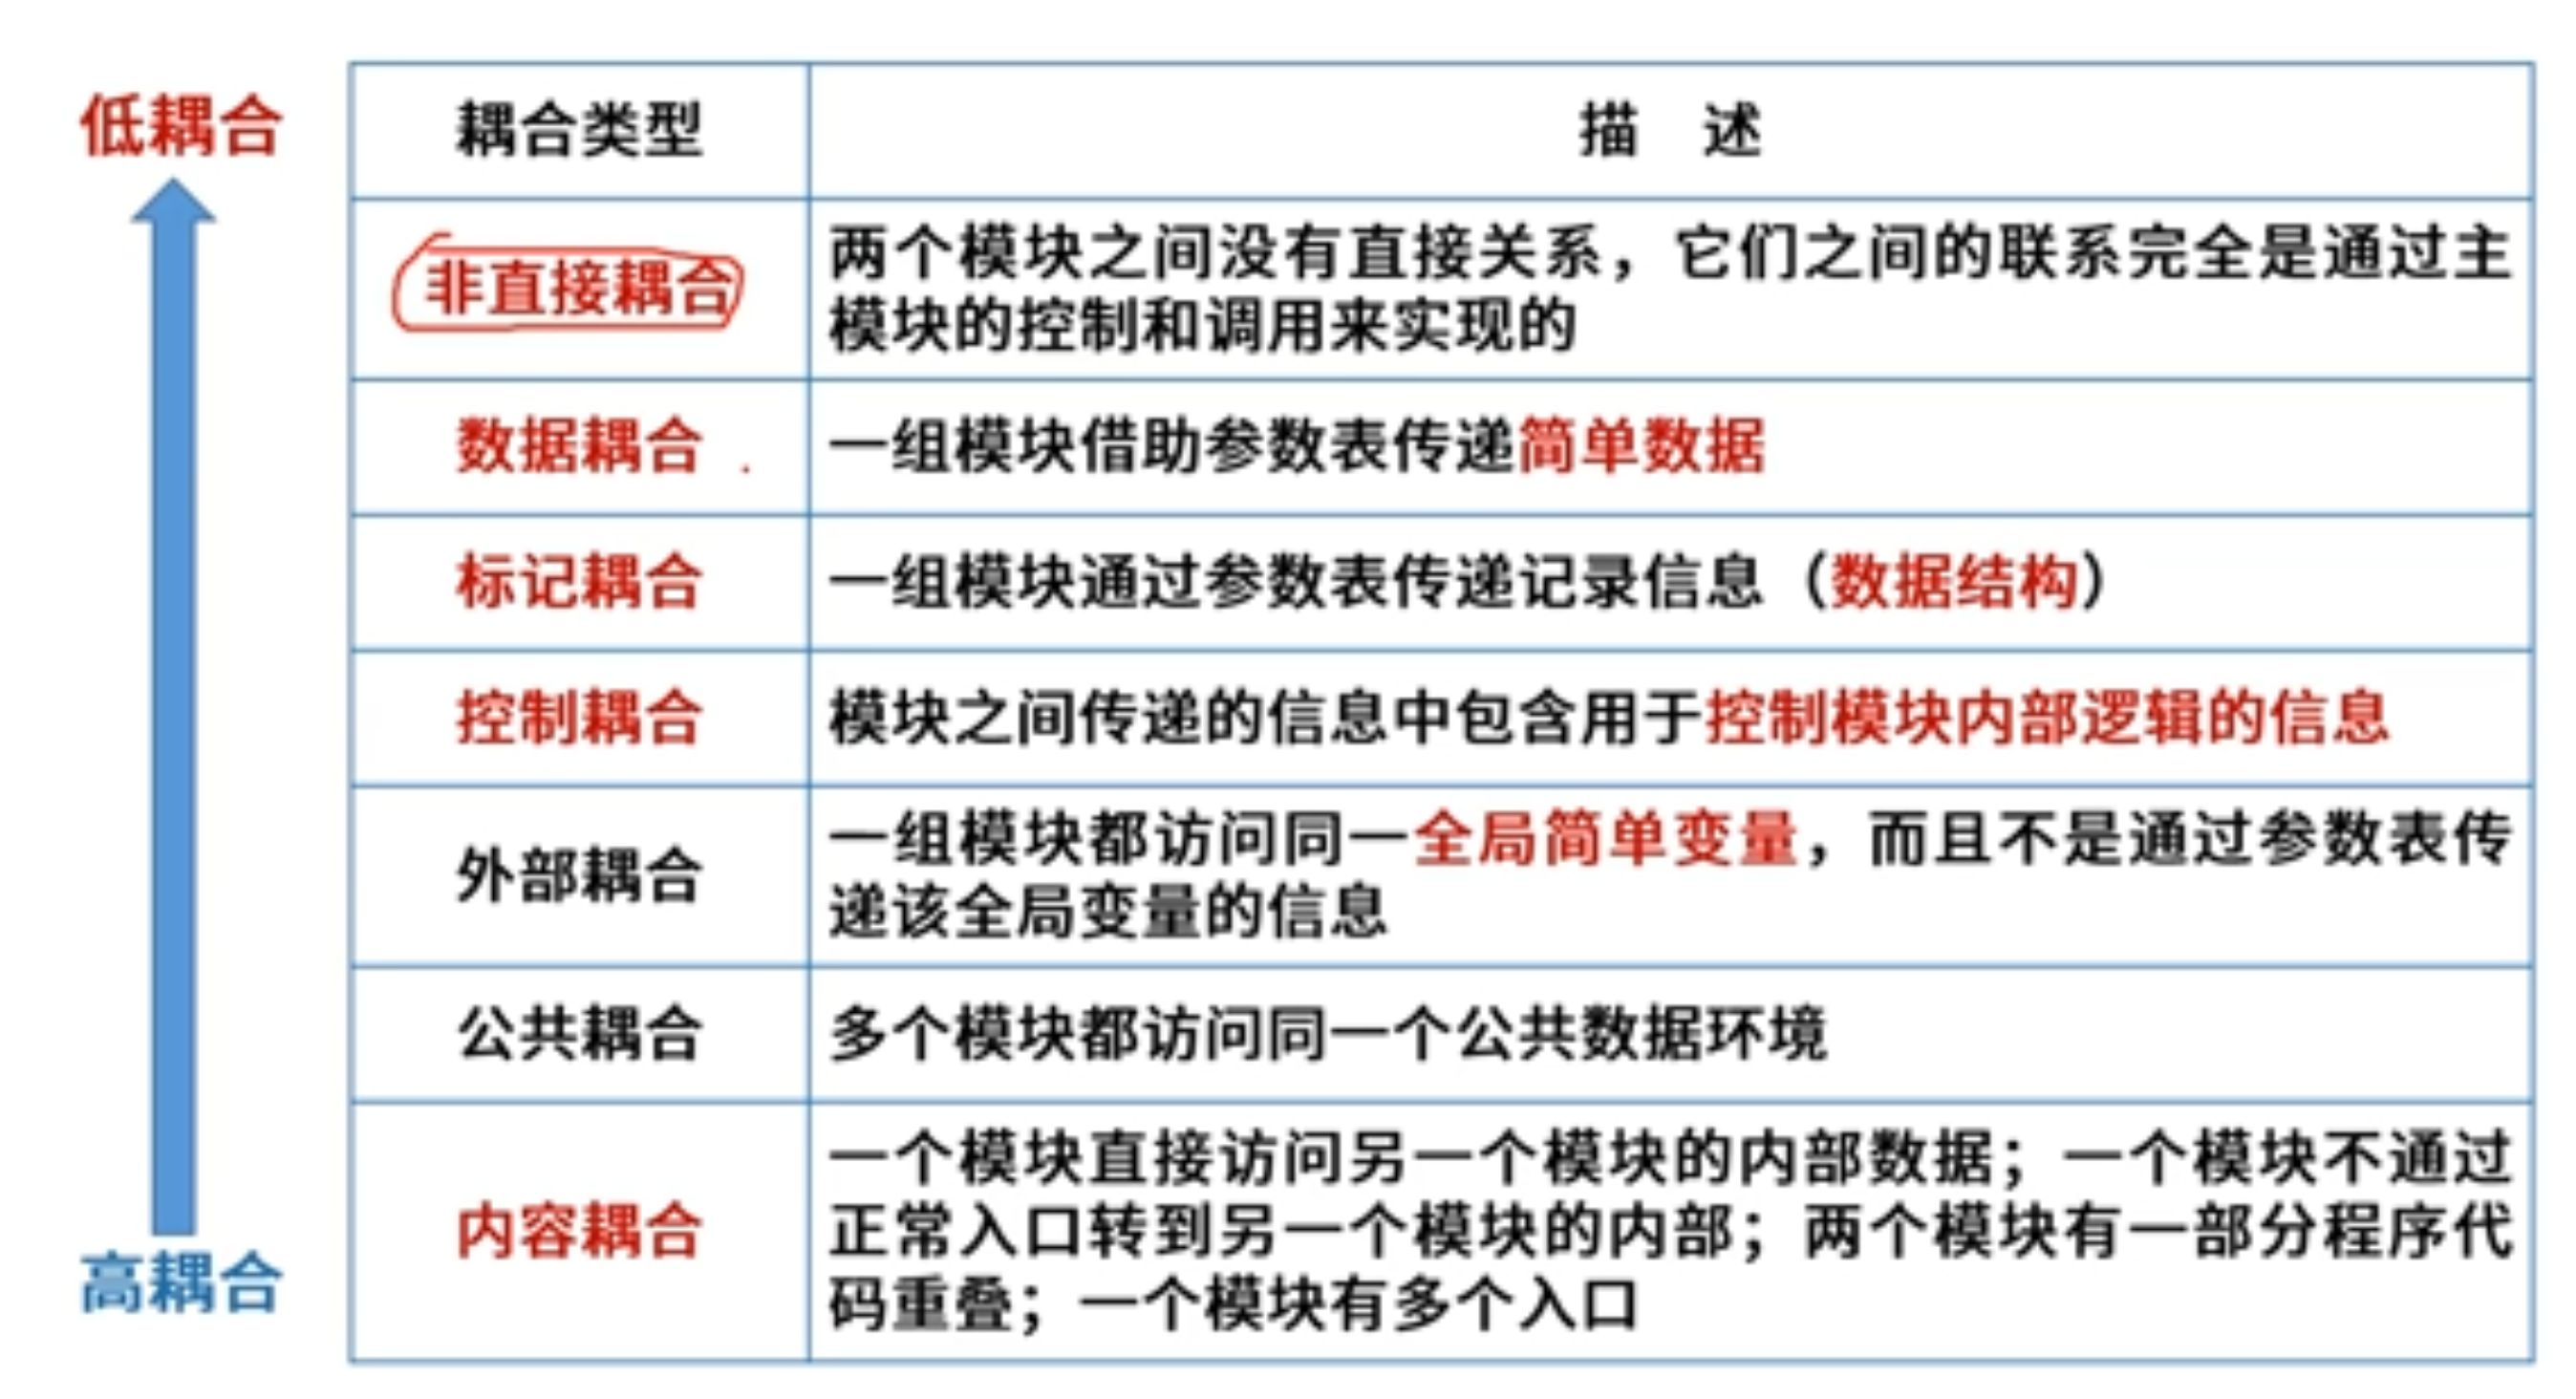 低耦合
高耦合
耦合类型
描 述
非直接耦合
两个模块之间没有直接关系，它们之间的联系完全是通过主
模块的控制和调用来实现的
数据耦合
一组模块借助参数表传递简单数据
标记耦合
一组模块通过参数表传递记录信息（数据结构）
控制耦合
模块之间传递的信息中包含用于控制模块内部逻辑的信息
外部耦合
一组模块都访问同一全局简单变量，而且不是通过参数表传
递该全局变量的信息
公共耦合
多个模块都访问同一个公共数据环境
内容耦合
一个模块直接访问另一个模块的内部数据；一个模块不通过
正常入口转到另一个模块的内部；两个模块有一部分程序代
码重叠；一个模块有多个入口